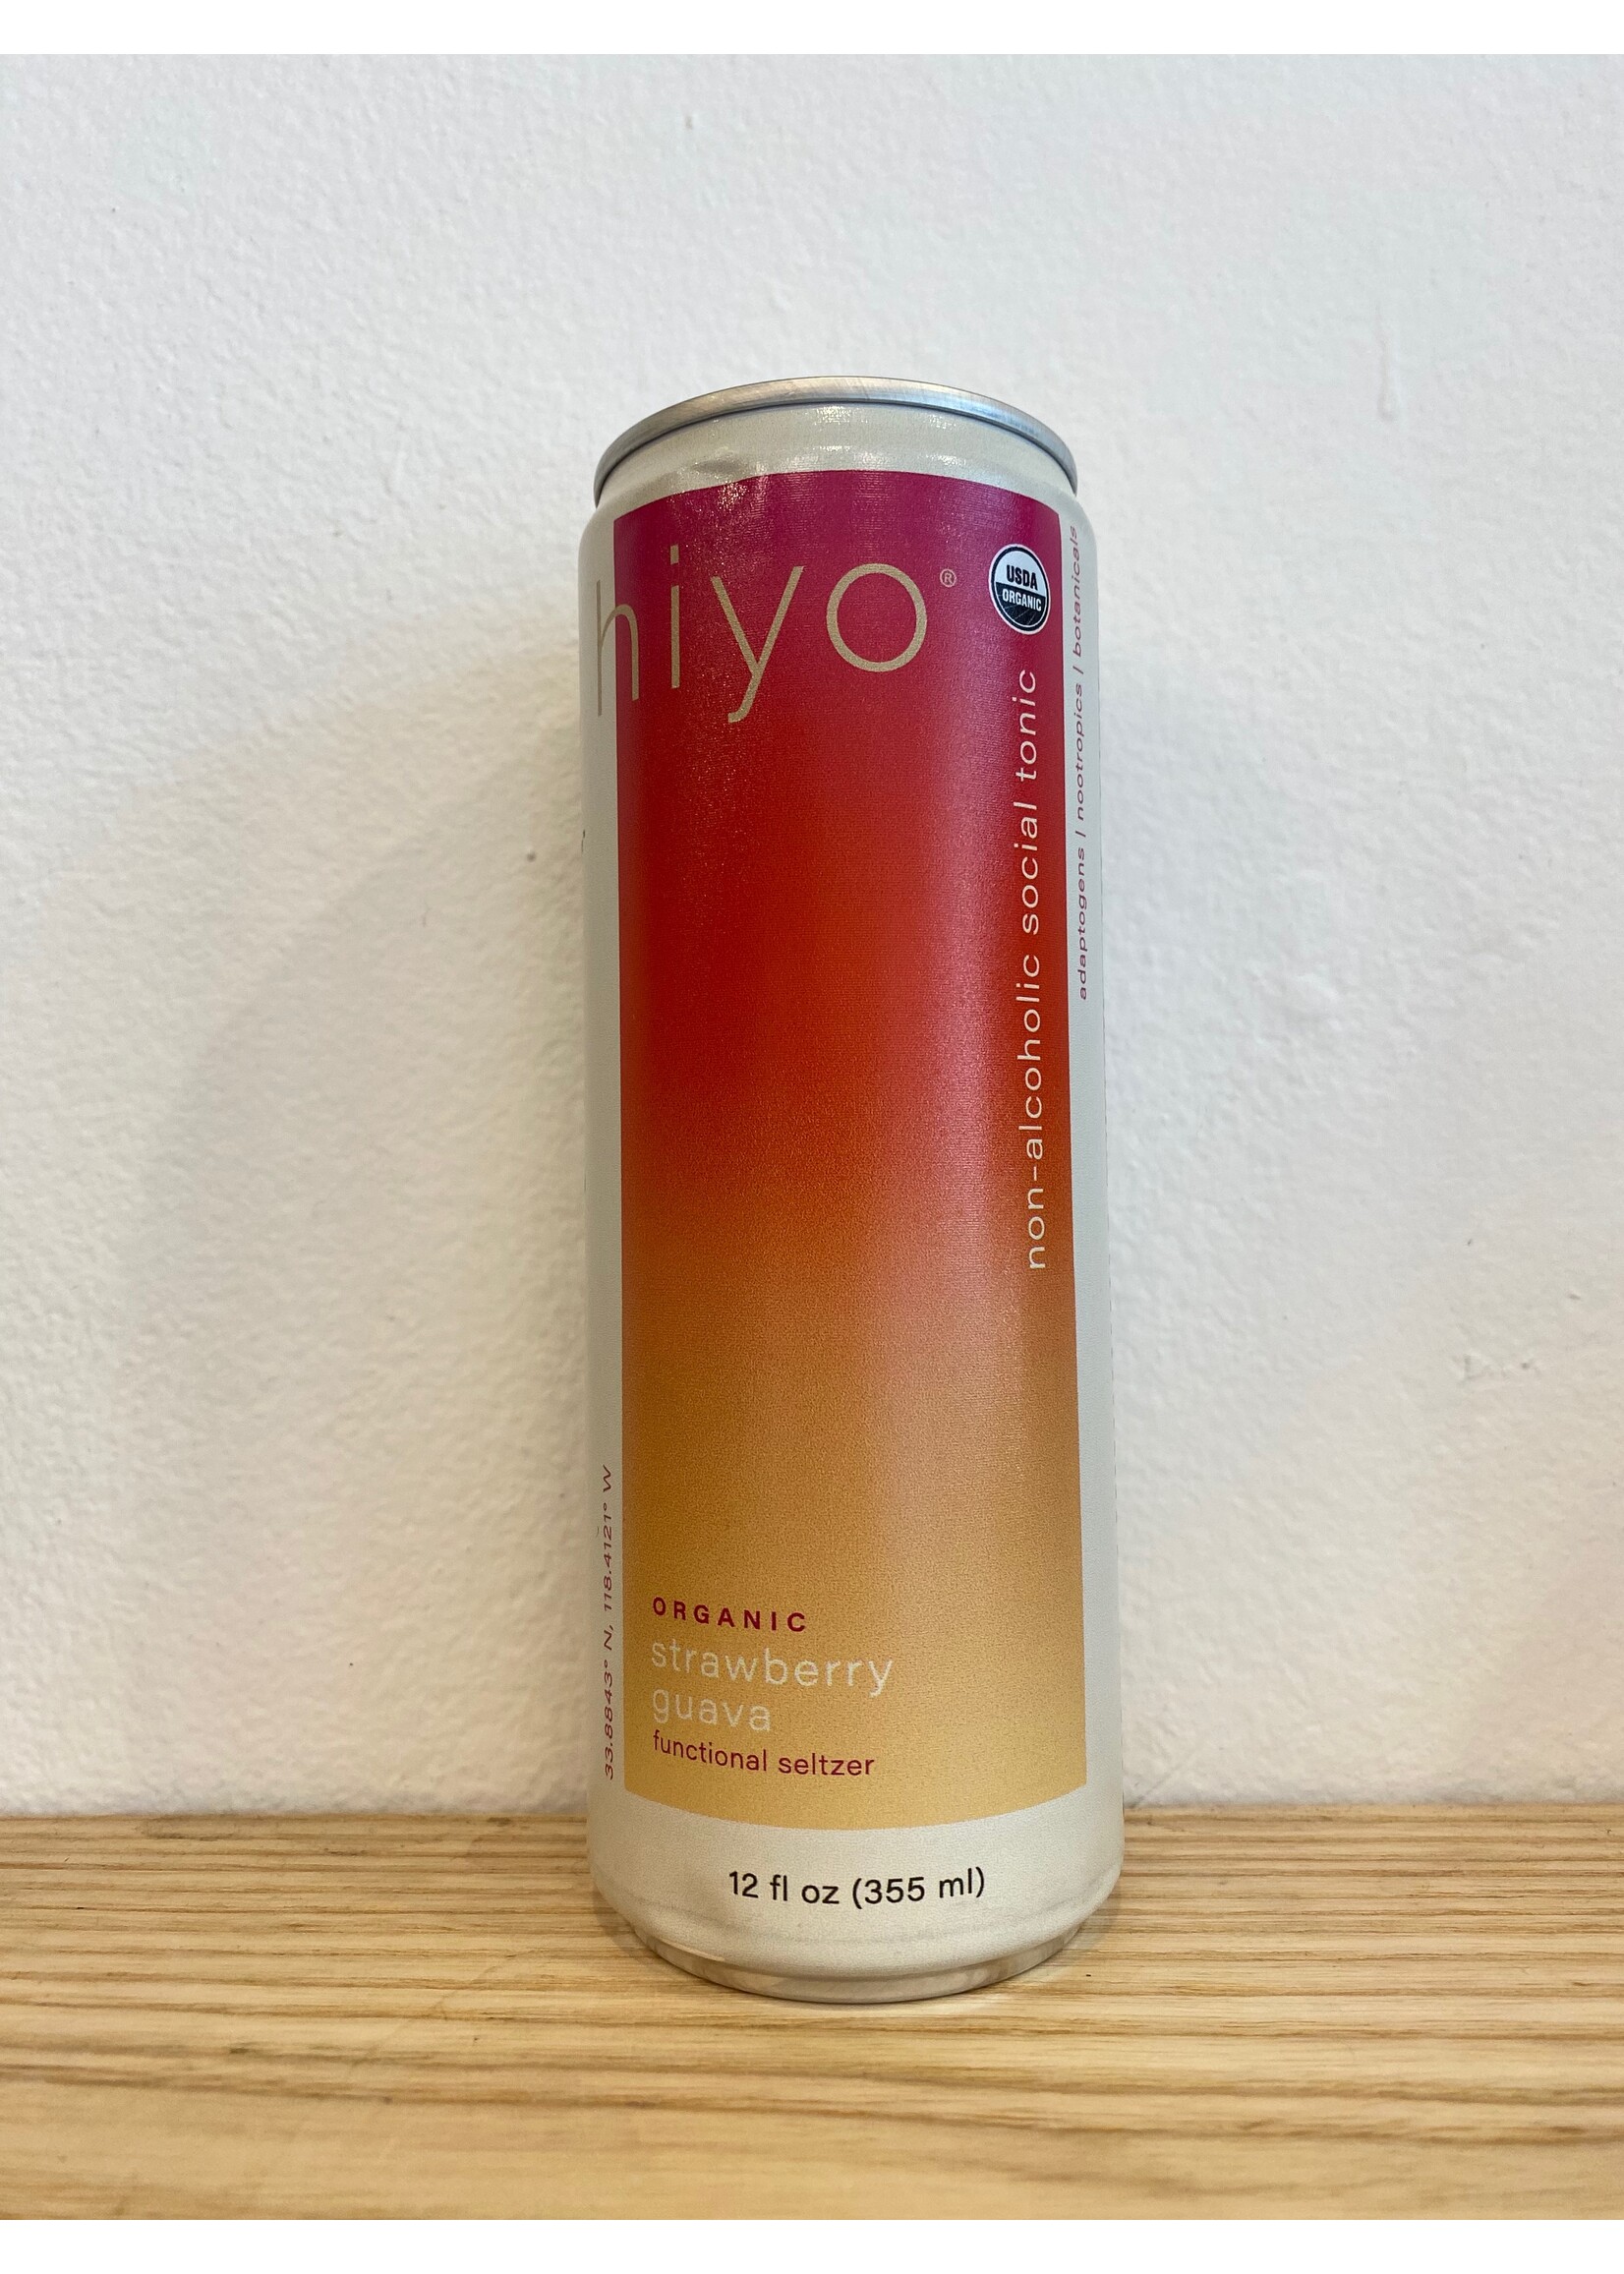 hiyo®
USDA
ORGANIC
non-alcoholic social tonic
adaptogens | nootropics | botanicals
33.8843° N, 118.4121° W
ORGANIC
strawberry
guava
functional seltzer
12 fl oz (355 ml)